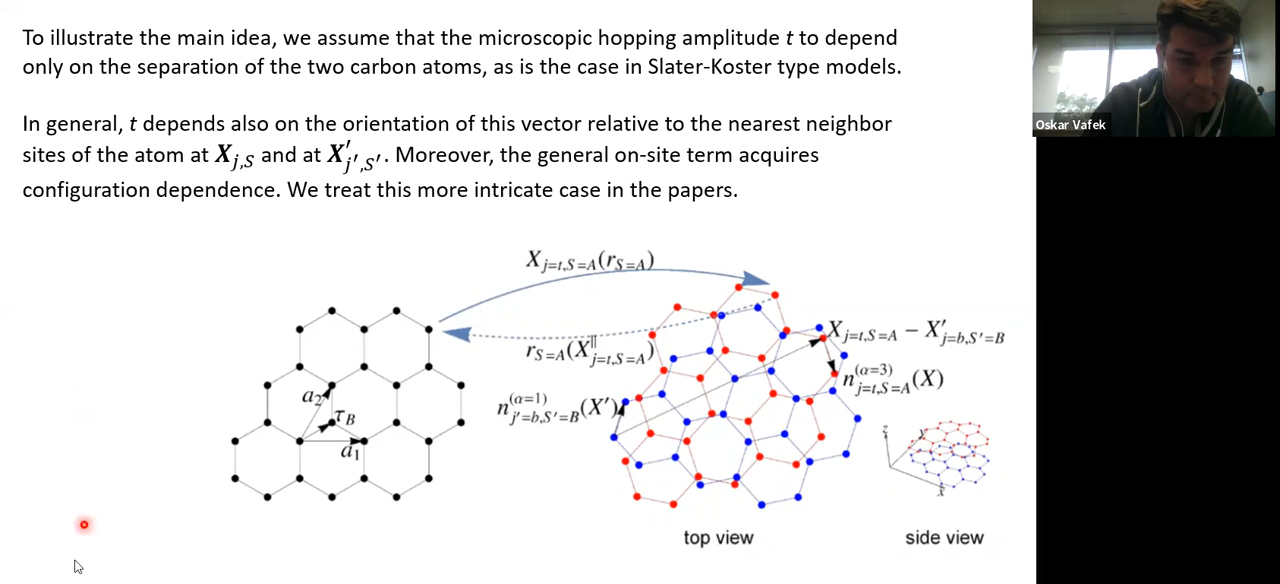 To illustrate the main idea, we assume that the microscopic hopping amplitude t to depend
only on the separation of the two carbon atoms, as is the case in Slater-Koster type models.
In general, t depends also on the orientation of this vector relative to the nearest neighbor
sites of the atom at X_{j,S} and at X'_{j',S'}. Moreover, the general on-site term acquires
configuration dependence. We treat this more intricate case in the papers.
Oskar Vafek
X_{j=t,S=A}(r_{S=A})
r_{S=A}(X^{||}_{j=t,S=A})
X_{j=t,S=A} − X'_{j=b,S'=B}
n^{(α=3)}_{j=t,S=A}(X)
n^{(α=1)}_{j'=b,S'=B}(X')
a_2
τ_B
a_1
z
y
x
top view
side view